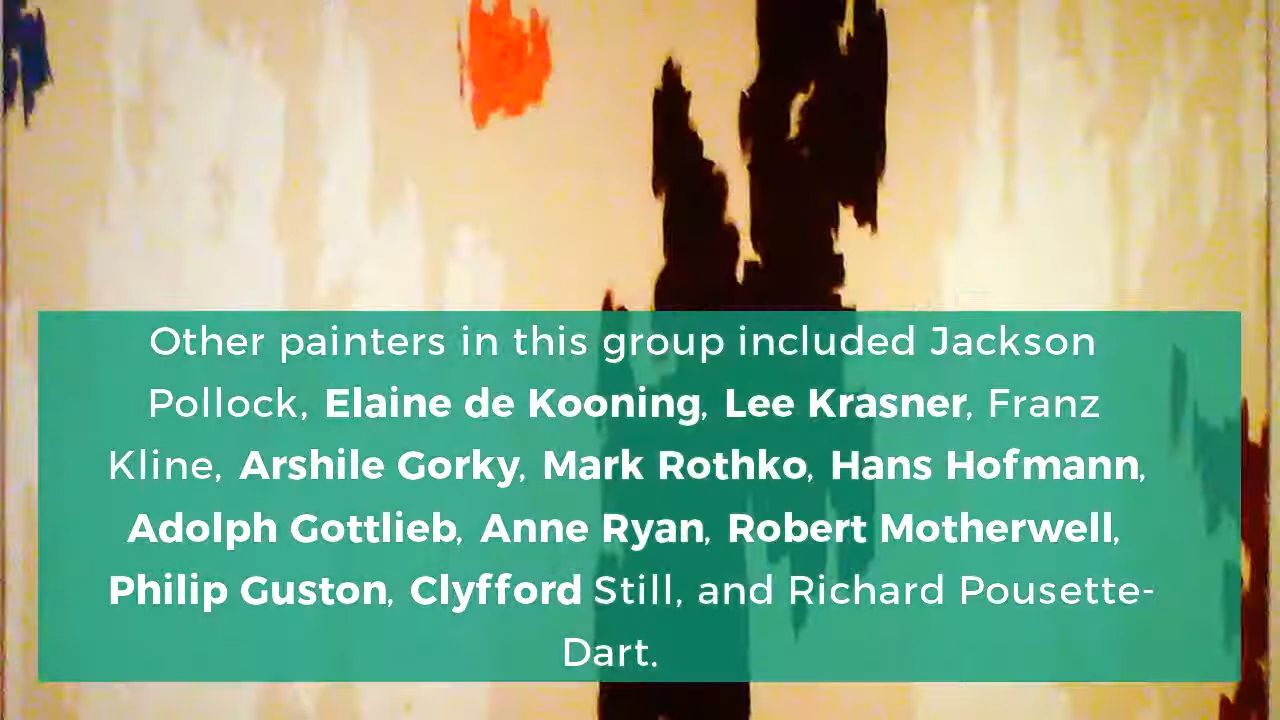 Other painters in this group included Jackson
Pollock, Elaine de Kooning, Lee Krasner, Franz
Kline, Arshile Gorky, Mark Rothko, Hans Hofmann,
Adolph Gottlieb, Anne Ryan, Robert Motherwell,
Philip Guston, Clyfford Still, and Richard Pousette-
Dart.